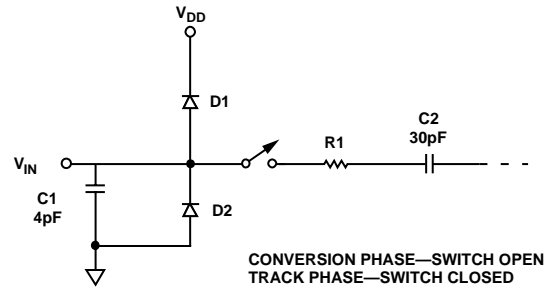 VDD
D1
C2
30pF
R1
VIN
C1
4pF
D2
CONVERSION PHASE—SWITCH OPEN
TRACK PHASE—SWITCH CLOSED